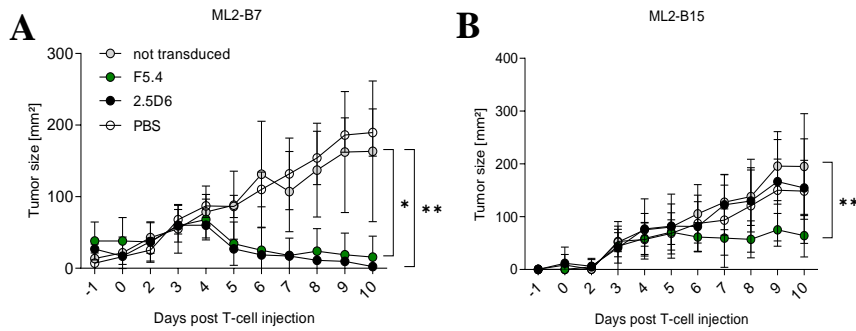 A
ML2-B7
not transduced
F5.4
2.5D6
PBS
Tumor size [mm²]
300
200
100
0
-1 0 2 3 4 5 6 7 8 9 10
Days post T-cell injection
*
**
B
ML2-B15
Tumor size [mm²]
400
300
200
100
0
-1 0 2 3 4 5 6 7 8 9 10
Days post T-cell injection
**